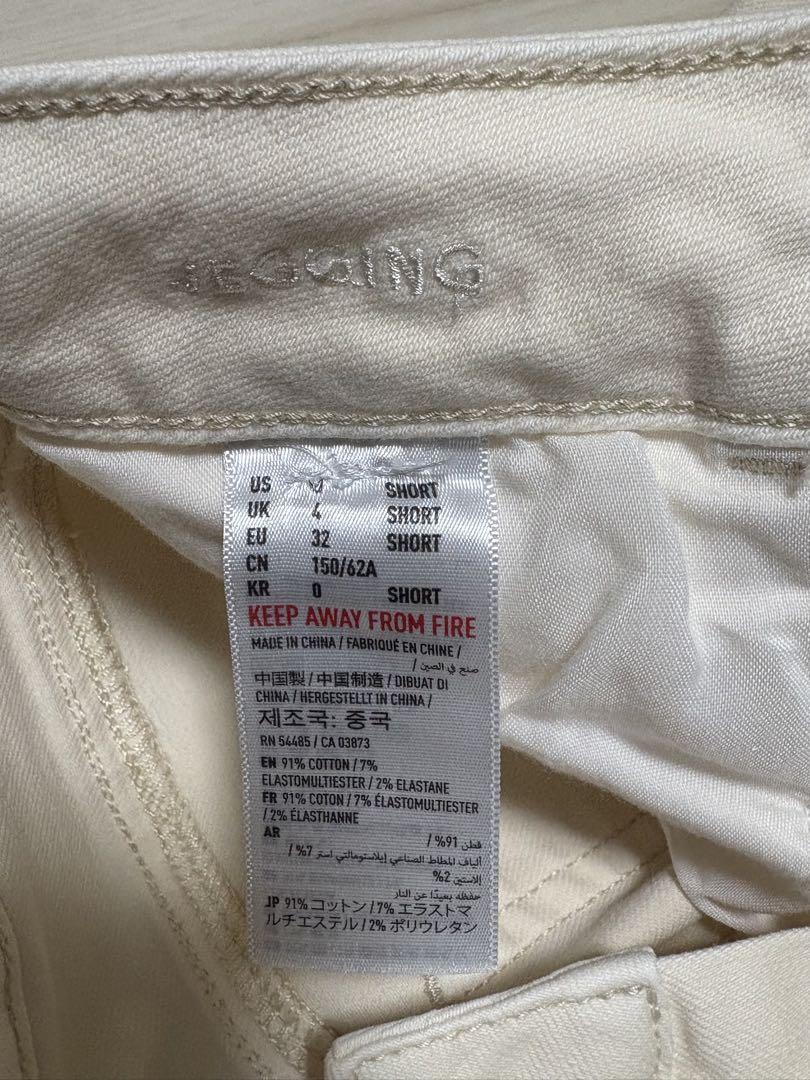 JEGGING
US 0 SHORT
UK 4 SHORT
EU 32 SHORT
CN 150/62A
KR 0 SHORT
KEEP AWAY FROM FIRE
MADE IN CHINA / FABRIQUÉ EN CHINE /
صنع في الصين /
中国製 / 中国制造 / DIBUAT DI
CHINA / HERGESTELLT IN CHINA /
제조국: 중국
RN 54485 / CA 03873
EN 91% COTTON / 7%
ELASTOMULTIESTER / 2% ELASTANE
FR 91% COTON / 7% ÉLASTOMULTIESTER
/ 2% ÉLASTHANNE
AR قطن 91% /
ألياف المطاط الصناعي إيلاستومالتي استر 7% /
إلاستين 2%
حفظه بعيدًا عن النار
JP 91% コットン / 7% エラストマ
ルチエステル / 2% ポリウレタン